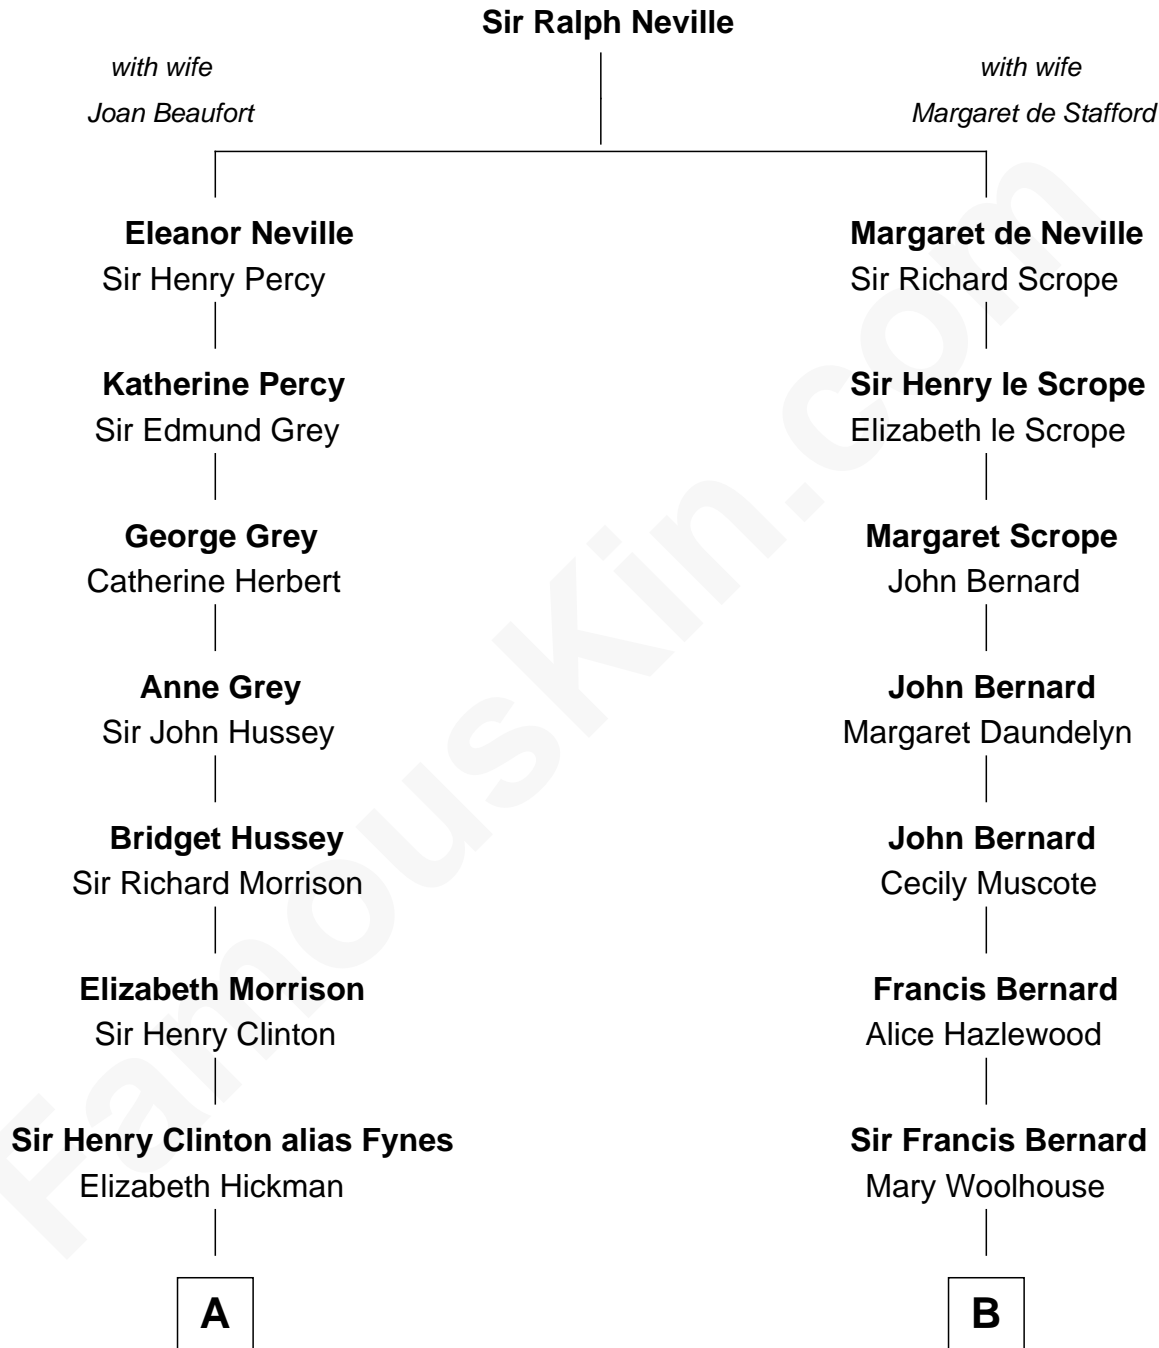 Sir Ralph Neville
with wife
Joan Beaufort
with wife
Margaret de Stafford
Eleanor Neville
Sir Henry Percy
Margaret de Neville
Sir Richard Scrope
Katherine Percy
Sir Edmund Grey
Sir Henry le Scrope
Elizabeth le Scrope
George Grey
Catherine Herbert
Margaret Scrope
John Bernard
Anne Grey
Sir John Hussey
John Bernard
Margaret Daundelyn
Bridget Hussey
Sir Richard Morrison
John Bernard
Cecily Muscote
Elizabeth Morrison
Sir Henry Clinton
Francis Bernard
Alice Hazlewood
Sir Henry Clinton alias Fynes
Elizabeth Hickman
Sir Francis Bernard
Mary Woolhouse
A
B
FamousKin.com